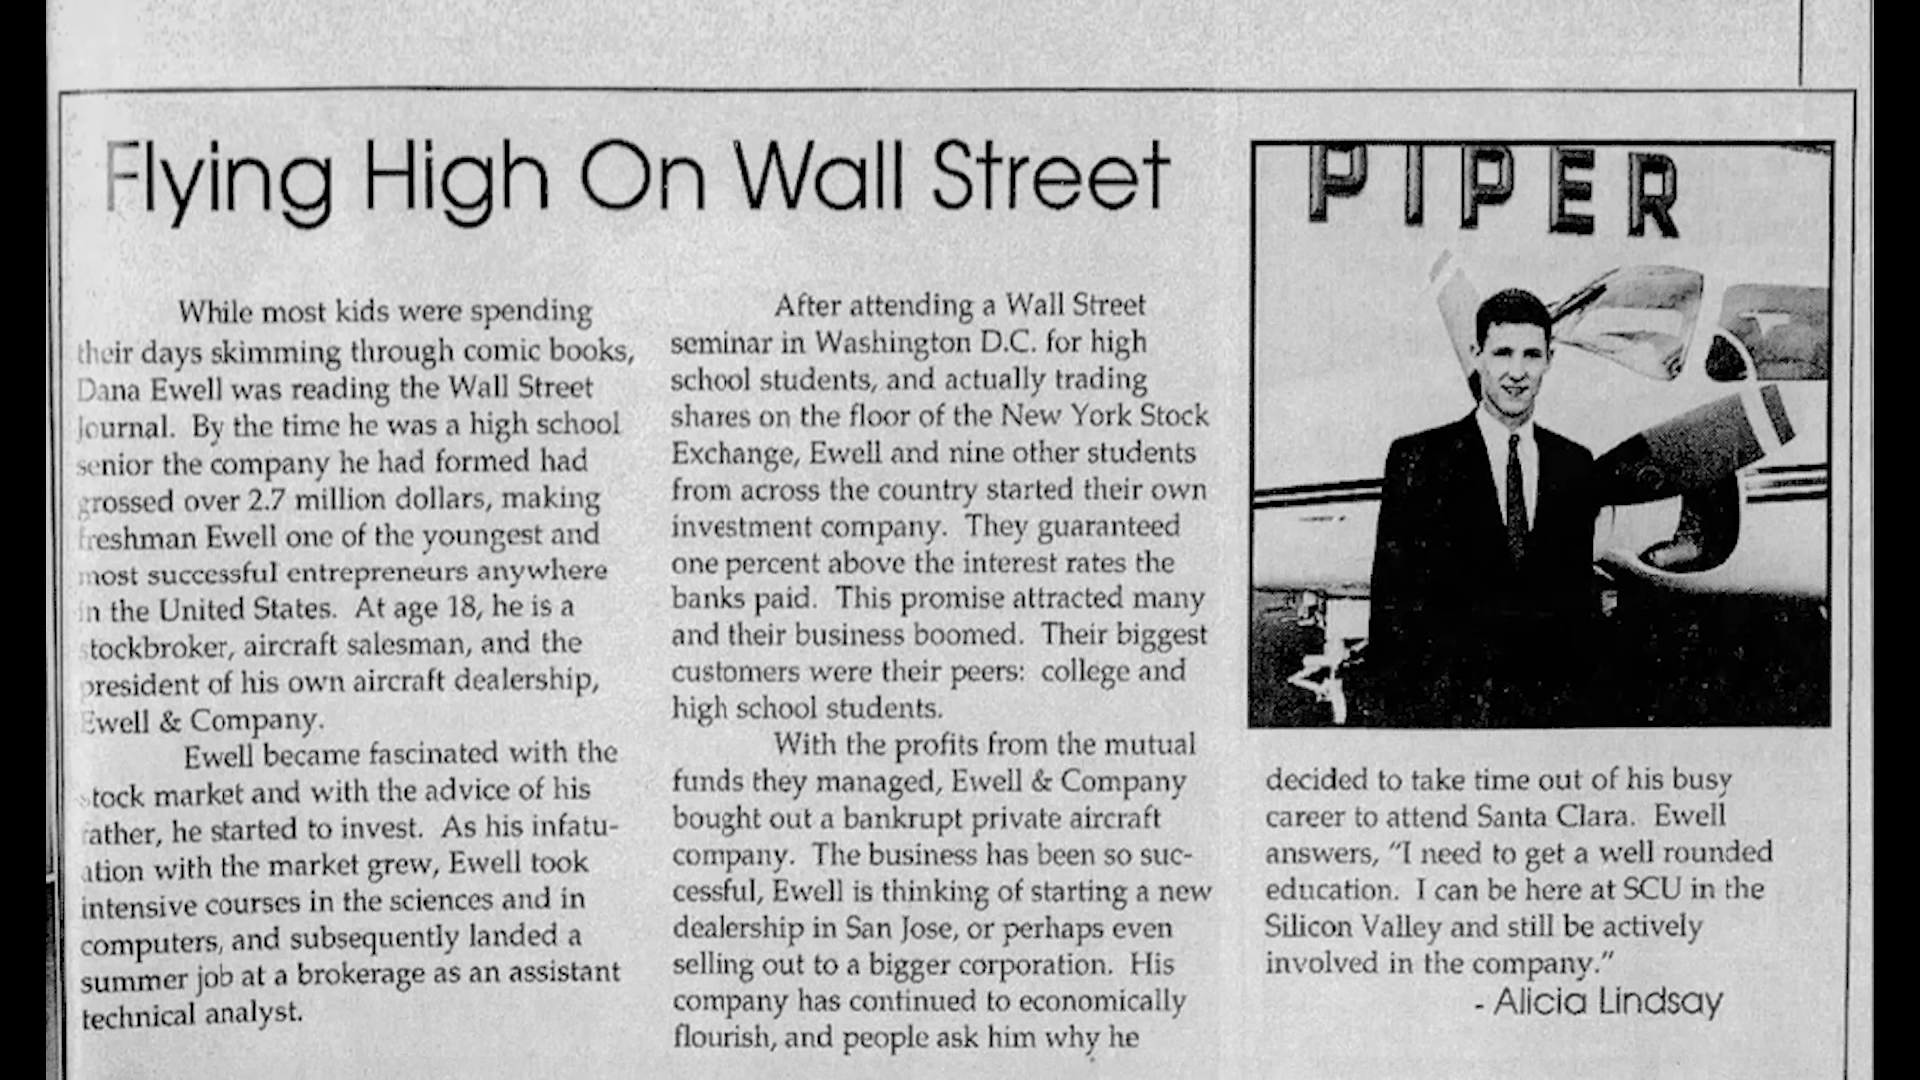 Flying High On Wall Street
PIPER
While most kids were spending
their days skimming through comic books,
Dana Ewell was reading the Wall Street
Journal. By the time he was a high school
senior the company he had formed had
grossed over 2.7 million dollars, making
freshman Ewell one of the youngest and
most successful entrepreneurs anywhere
in the United States. At age 18, he is a
stockbroker, aircraft salesman, and the
president of his own aircraft dealership,
Ewell & Company.
Ewell became fascinated with the
stock market and with the advice of his
father, he started to invest. As his infatu-
ation with the market grew, Ewell took
intensive courses in the sciences and in
computers, and subsequently landed a
summer job at a brokerage as an assistant
technical analyst.
After attending a Wall Street
seminar in Washington D.C. for high
school students, and actually trading
shares on the floor of the New York Stock
Exchange, Ewell and nine other students
from across the country started their own
investment company. They guaranteed
one percent above the interest rates the
banks paid. This promise attracted many
and their business boomed. Their biggest
customers were their peers: college and
high school students.
With the profits from the mutual
funds they managed, Ewell & Company
bought out a bankrupt private aircraft
company. The business has been so suc-
cessful, Ewell is thinking of starting a new
dealership in San Jose, or perhaps even
selling out to a bigger corporation. His
company has continued to economically
flourish, and people ask him why he
decided to take time out of his busy
career to attend Santa Clara. Ewell
answers, “I need to get a well rounded
education. I can be here at SCU in the
Silicon Valley and still be actively
involved in the company.”
- Alicia Lindsay